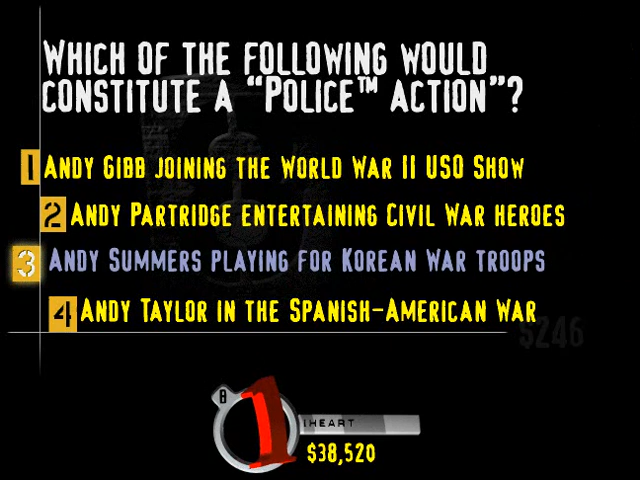 Which of the following would
constitute a “Police™ action”?
1 Andy Gibb joining the World War II USO Show
2 Andy Partridge entertaining Civil War heroes
3 Andy Summers playing for Korean War troops
4 Andy Taylor in the Spanish-American War
$246
8
1
IHEART
$38,520